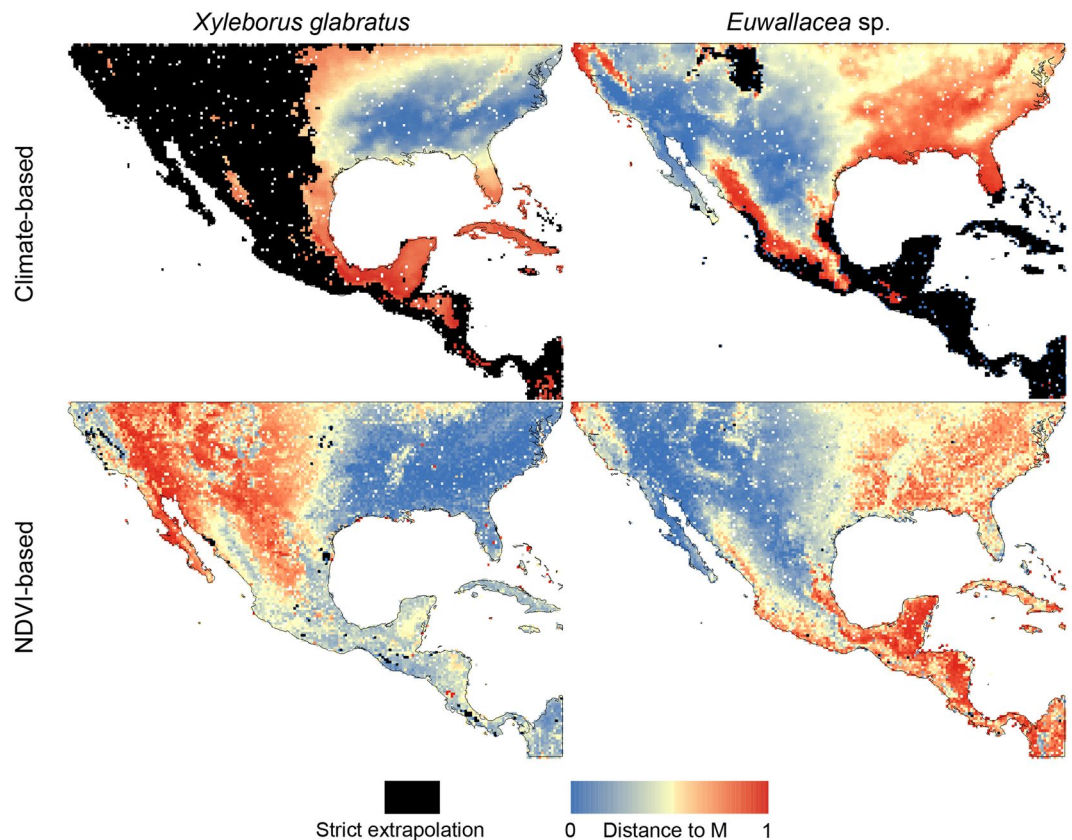 Xyleborus glabratus
Euwallacea sp.
Climate-based
NDVI-based
Strict extrapolation
0 Distance to M 1